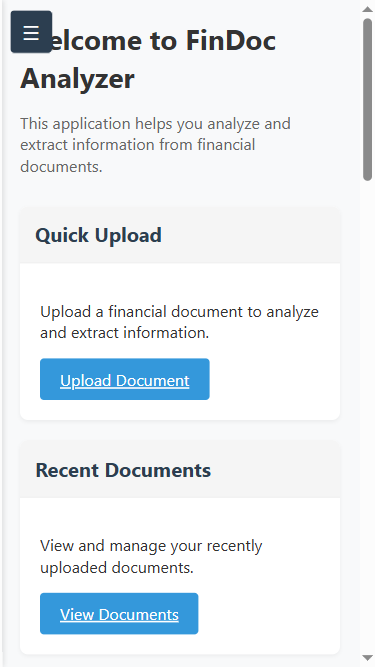 elcome to FinDoc
Analyzer
This application helps you analyze and
extract information from financial
documents.
Quick Upload
Upload a financial document to analyze
and extract information.
Upload Document
Recent Documents
View and manage your recently
uploaded documents.
View Documents